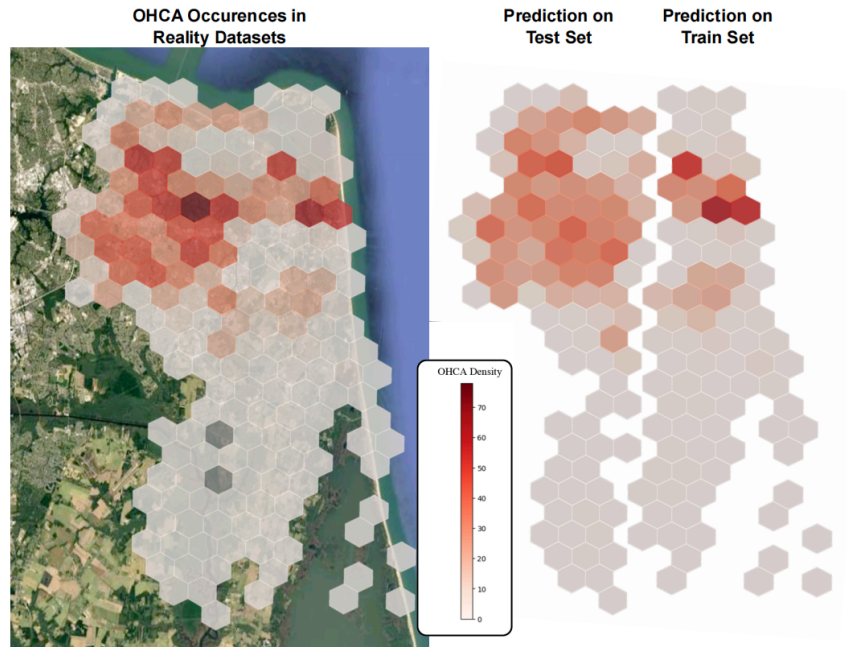 OHCA Occurences in
Reality Datasets
Prediction on
Test Set
Prediction on
Train Set
OHCA Density
70
60
50
40
30
20
10
0